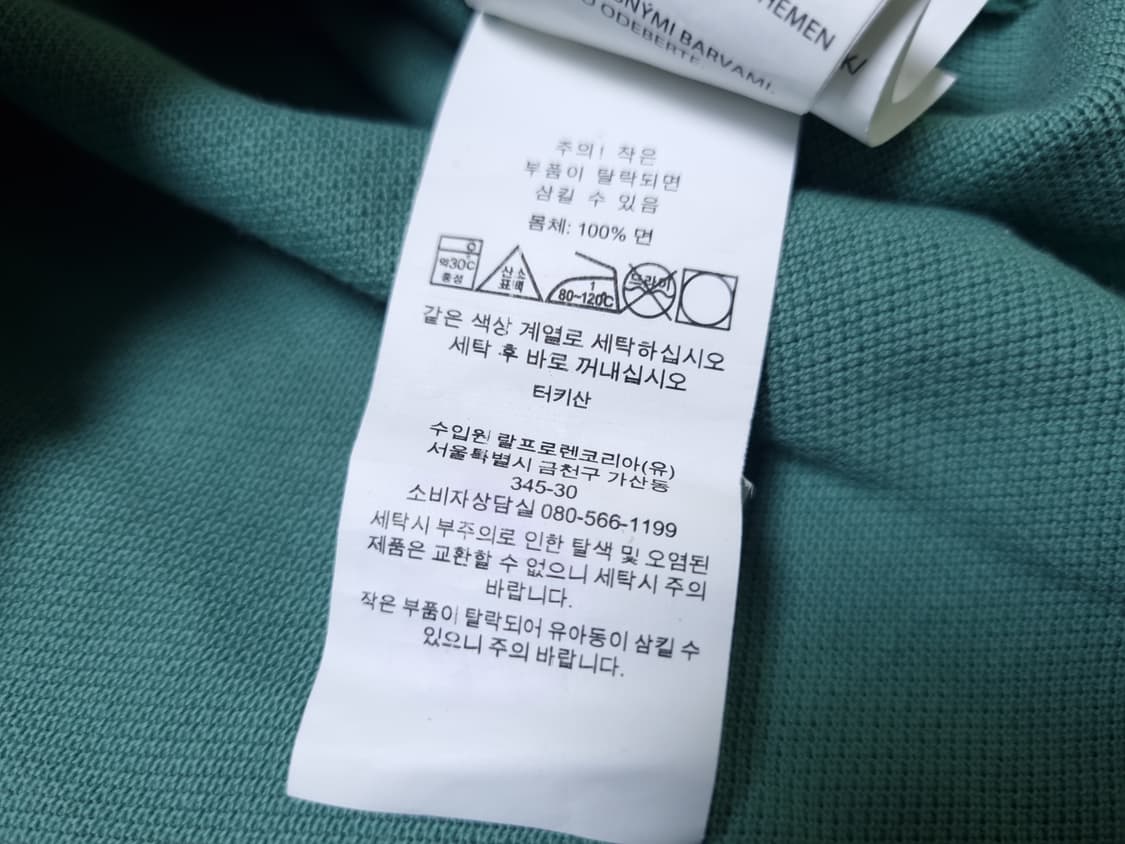 HEMEN
SNÝMI BARVAMI.
ODEBERTE.
K/
주의! 작은
부품이 탈락되면
삼킬 수 있음
몸체: 100% 면
약30℃
중성
산소
표백
1
80~120℃
드라이
같은 색상 계열로 세탁하십시오
세탁 후 바로 꺼내십시오
터키산
수입원 랄프로렌코리아(유)
서울특별시 금천구 가산동
345-30
소비자상담실 080-566-1199
세탁시 부주의로 인한 탈색 및 오염된
제품은 교환할 수 없으니 세탁시 주의
바랍니다.
작은 부품이 탈락되어 유아동이 삼킬 수
있으니 주의 바랍니다.